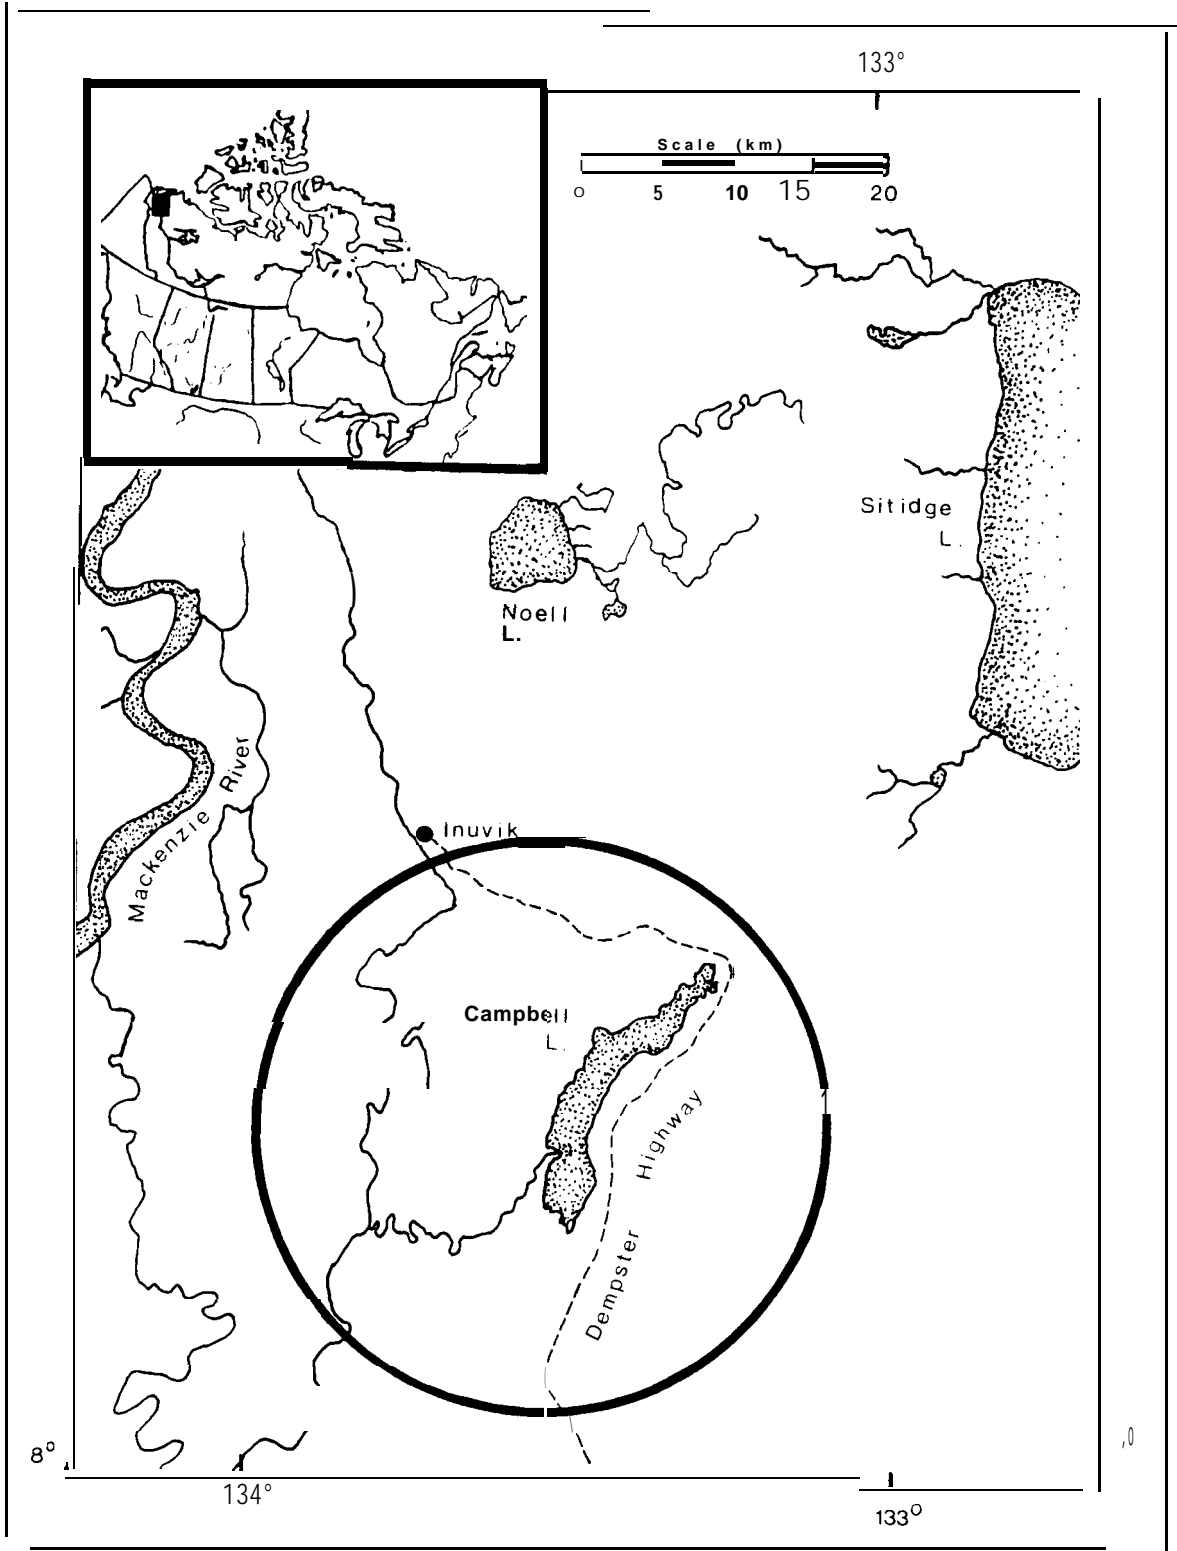 133°
Scale (km)
0 5 10 15 20
Sitidge
L.
Noell
L.
Mackenzie River
Inuvik
Campbell
L.
Dempster Highway
8°
134°
133°